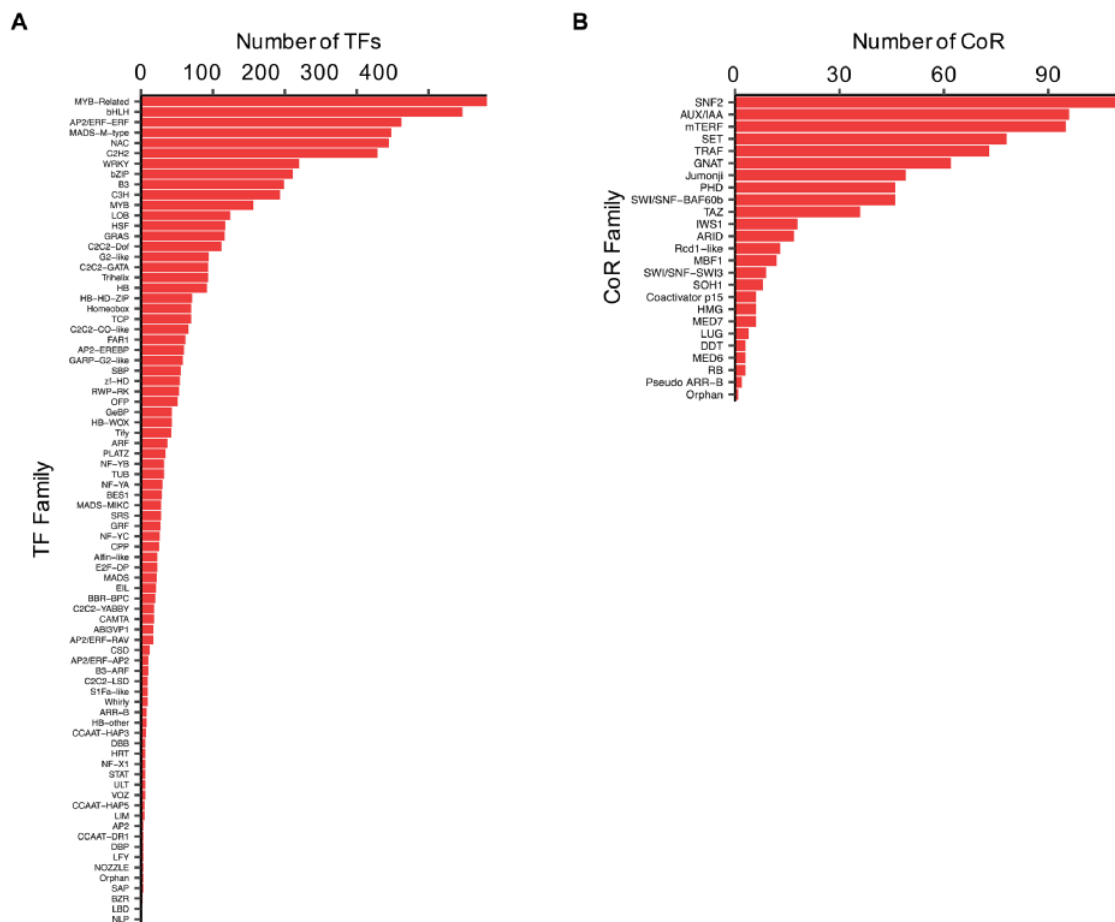 A
Number of TFs
0 100 200 300 400
MYB-Related
bHLH
AP2/ERF-ERF
MADS-M-type
NAC
C2H2
WRKY
bZIP
B3
C3H
MYB
LOB
HSF
GRAS
C2C2-Dof
G2-like
C2C2-GATA
Trihelix
HB
HB-HD-ZIP
Homeobox
TCP
C2C2-CO-like
FAR1
AP2-EREBP
GARP-G2-like
SBP
zf-HD
RWP-RK
OFP
GeBP
HB-WOX
Tify
ARF
PLATZ
NF-YB
TUB
NF-YA
BES1
MADS-MIKC
SRS
GRF
NF-YC
CPP
Alfin-like
E2F-DP
MADS
EIL
BBR-BPC
C2C2-YABBY
CAMTA
ABI3VP1
AP2/ERF-RAV
CSD
AP2/ERF-AP2
B3-ARF
C2C2-LSD
S1Fa-like
Whirly
ARR-B
HB-other
CCAAT-HAP3
DBB
HRT
NF-X1
STAT
ULT
VOZ
CCAAT-HAP5
LIM
AP2
CCAAT-DR1
DBP
LFY
NOZZLE
Orphan
SAP
BZR
LBD
NLP
TF Family
B
Number of CoR
0 30 60 90
SNF2
AUX/IAA
mTERF
SET
TRAF
GNAT
Jumonji
PHD
SWI/SNF-BAF60b
TAZ
IWS1
ARID
Rcd1-like
MBF1
SWI/SNF-SWI3
SOH1
Coactivator p15
HMG
MED7
LUG
DDT
MED6
RB
Pseudo ARR-B
Orphan
CoR Family